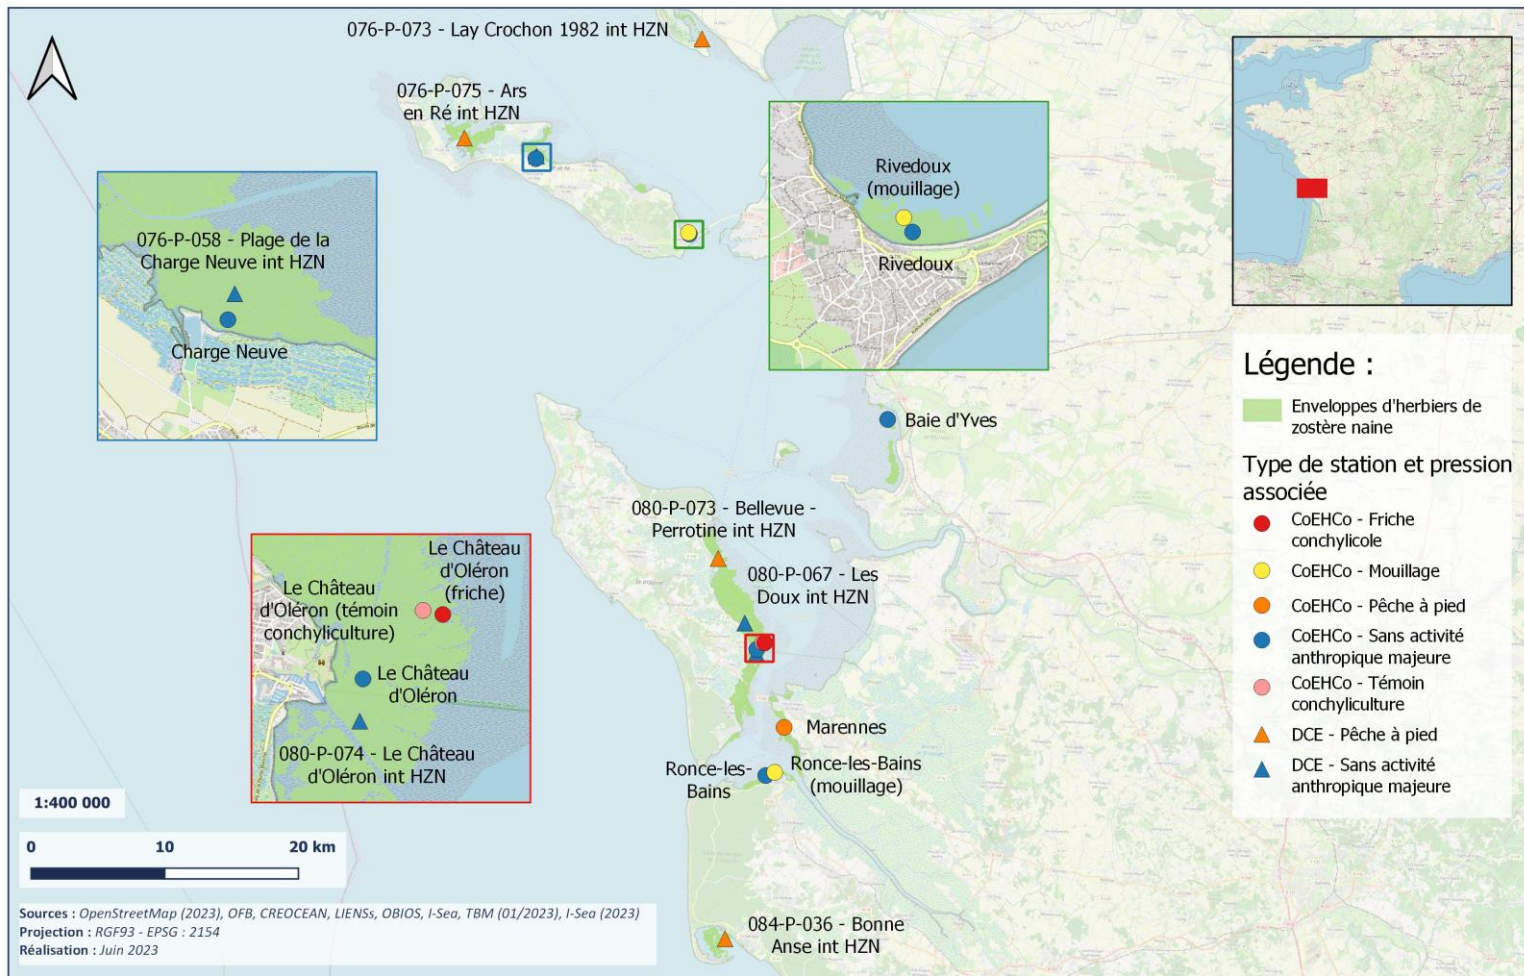 076-P-073 - Lay Crochon 1982 int HZN
076-P-075 - Ars
en Ré int HZN
076-P-058 - Plage de la
Charge Neuve int HZN
Charge Neuve
Rivedoux
(mouillage)
Rivedoux
Baie d'Yves
080-P-073 - Bellevue -
Perrotine int HZN
080-P-067 - Les
Doux int HZN
Le Château
d'Oléron
(friche)
Le Château
d'Oléron (témoin
conchyliculture)
Le Château
d'Oléron
080-P-074 - Le Château
d'Oléron int HZN
Marennes
Ronce-les-
Bains
Ronce-les-Bains
(mouillage)
084-P-036 - Bonne
Anse int HZN
Légende :
Enveloppes d'herbiers de
zostère naine
Type de station et pression
associée
CoEHCo - Friche
conchylicole
CoEHCo - Mouillage
CoEHCo - Pêche à pied
CoEHCo - Sans activité
anthropique majeure
CoEHCo - Témoin
conchyliculture
DCE - Pêche à pied
DCE - Sans activité
anthropique majeure
1:400 000
0 10 20 km
Sources : OpenStreetMap (2023), OFB, CREOCEAN, LIENSs, OBIOS, I-Sea, TBM (01/2023), I-Sea (2023)
Projection : RGF93 - EPSG : 2154
Réalisation : Juin 2023